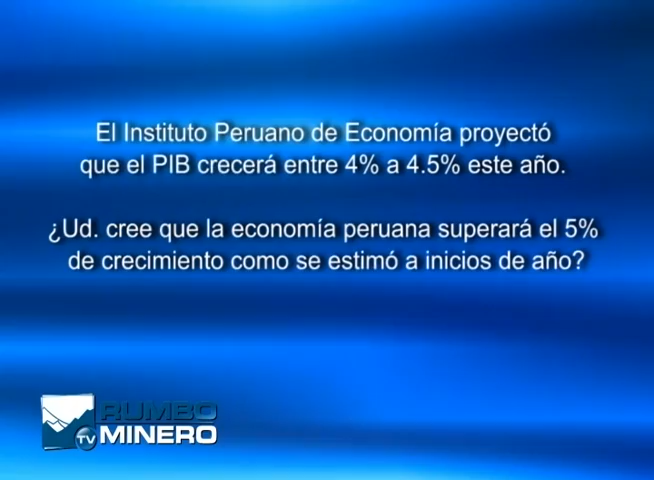 El Instituto Peruano de Economía proyectó
que el PIB crecerá entre 4% a 4.5% este año.
¿Ud. cree que la economía peruana superará el 5%
de crecimiento como se estimó a inicios de año?
RUMBO
TV MINERO